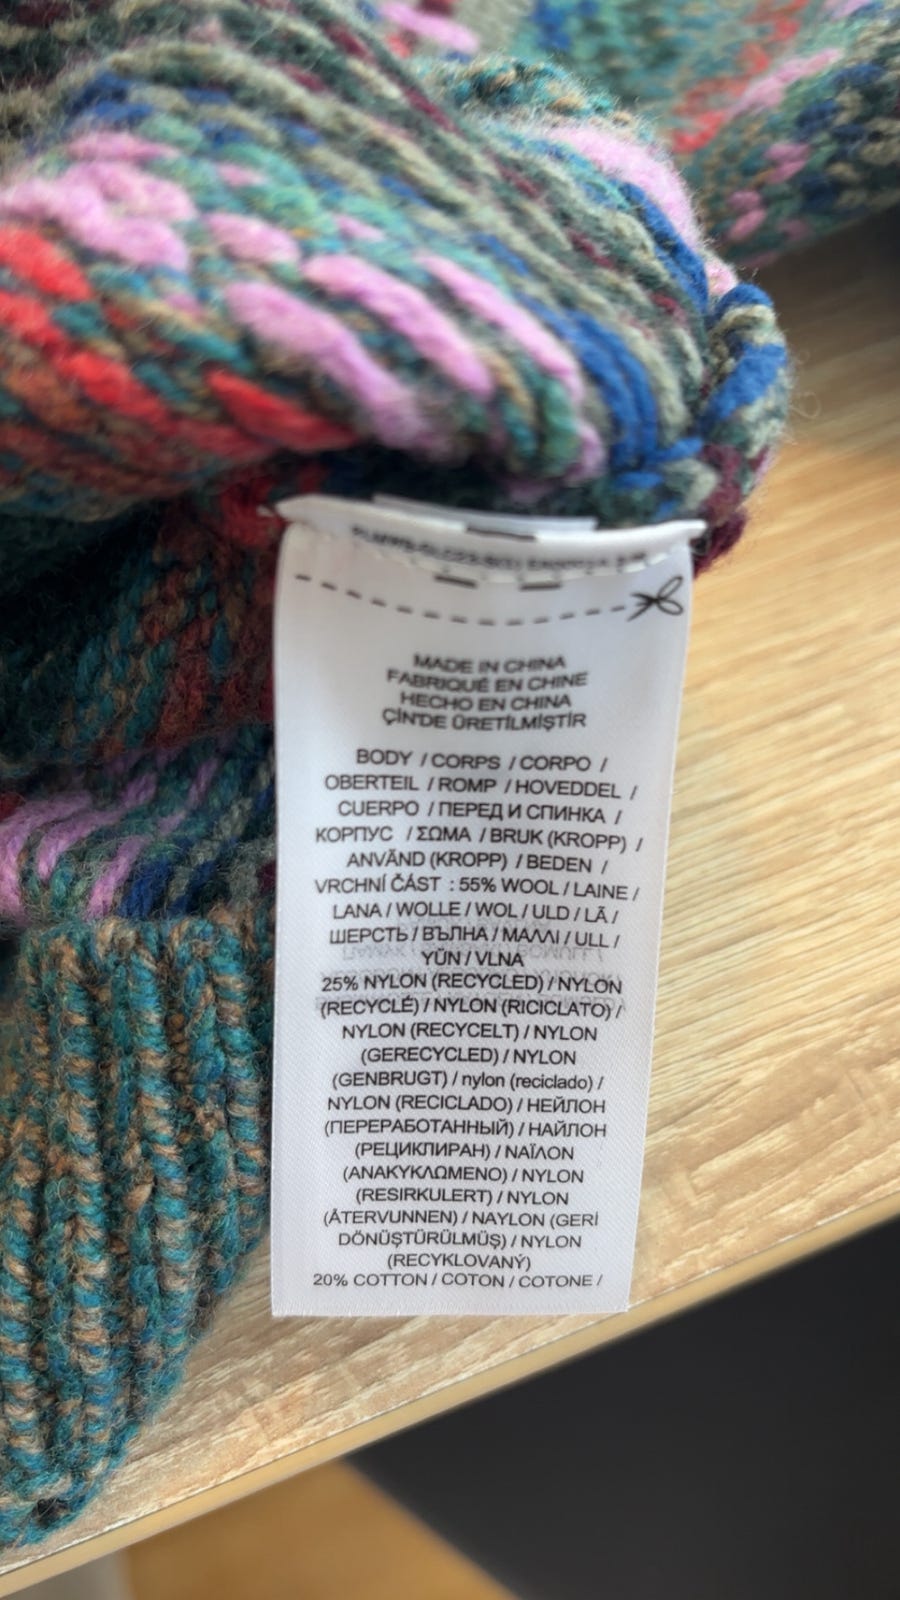 MADE IN CHINA
FABRIQUÉ EN CHINE
HECHO EN CHINA
ÇİN'DE ÜRETİLMİŞTİR
BODY / CORPS / CORPO /
OBERTEIL / ROMP / HOVEDDEL /
CUERPO / ПЕРЕД И СПИНКА /
КОРПУС / ΣΩΜΑ / BRUK (KROPP) /
ANVÄND (KROPP) / BEDEN /
VRCHNÍ ČÁST : 55% WOOL / LAINE /
LANA / WOLLE / WOL / ULD / LÃ /
ШЕРСТЬ / ВЪЛНА / ΜΑΛΛΙ / ULL /
YÜN / VLNA
25% NYLON (RECYCLED) / NYLON
(RECYCLÉ) / NYLON (RICICLATO) /
NYLON (RECYCELT) / NYLON
(GERECYCLED) / NYLON
(GENBRUGT) / nylon (reciclado) /
NYLON (RECICLADO) / НЕЙЛОН
(ПЕРЕРАБОТАННЫЙ) / НАЙЛОН
(РЕЦИКЛИРАН) / ΝΑΪΛΟΝ
(ΑΝΑΚΥΚΛΩΜΕΝΟ) / NYLON
(RESIRKULERT) / NYLON
(ÅTERVUNNEN) / NAYLON (GERİ
DÖNÜŞTÜRÜLMÜŞ) / NYLON
(RECYKLOVANÝ)
20% COTTON / COTON / COTONE /